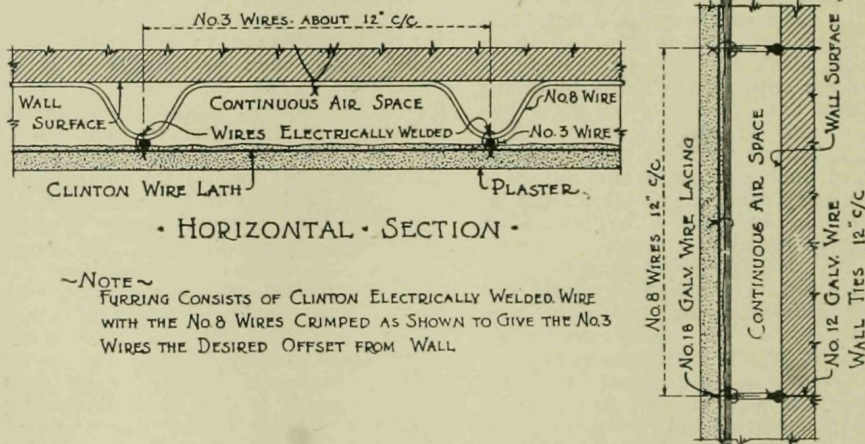 No.3 Wires. about 12" c/c.
Wall
Surface
Continuous Air Space
No.8 Wire
Wires Electrically Welded
No.3 Wire
Clinton Wire Lath
Plaster.
• Horizontal • Section •
~Note~
Furring Consists of Clinton Electrically Welded. Wire
with the No.8 Wires Crimped as Shown to Give the No.3
Wires the Desired Offset from Wall
No.8 Wires 12" c/c
No.18 Galv. Wire Lacing
Continuous Air Space
Wall Surface
No.12 Galv. Wire
Wall Ties 12" c/c